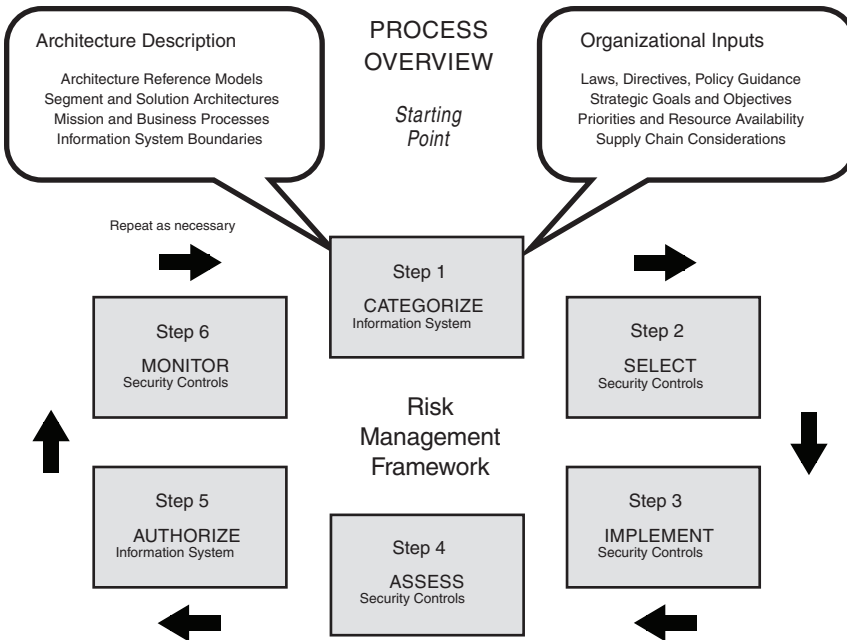 Architecture Description
Architecture Reference Models
Segment and Solution Architectures
Mission and Business Processes
Information System Boundaries
PROCESS
OVERVIEW
Starting
Point
Organizational Inputs
Laws, Directives, Policy Guidance
Strategic Goals and Objectives
Priorities and Resource Availability
Supply Chain Considerations
Repeat as necessary
Step 1
CATEGORIZE
Information System
Step 2
SELECT
Security Controls
Step 3
IMPLEMENT
Security Controls
Step 4
ASSESS
Security Controls
Step 5
AUTHORIZE
Information System
Step 6
MONITOR
Security Controls
Risk
Management
Framework